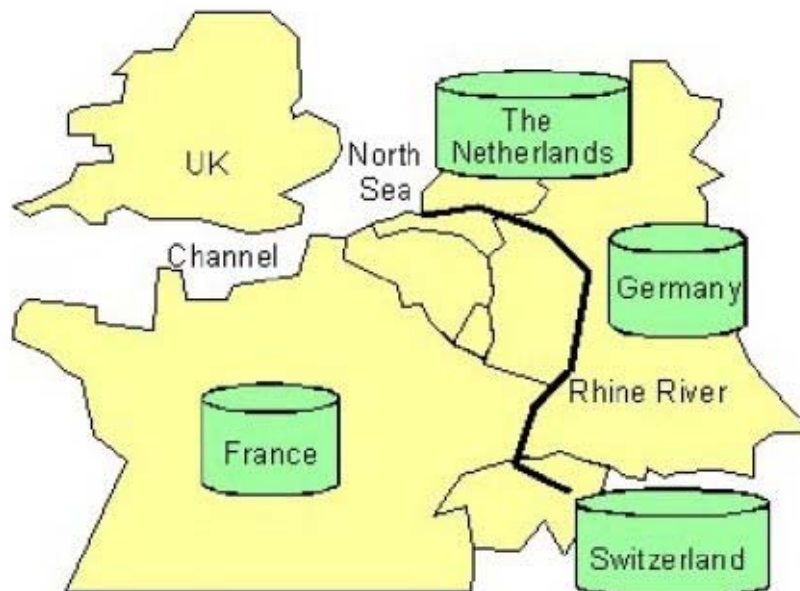 The
Netherlands
North
Sea
UK
Channel
Germany
Rhine River
France
Switzerland